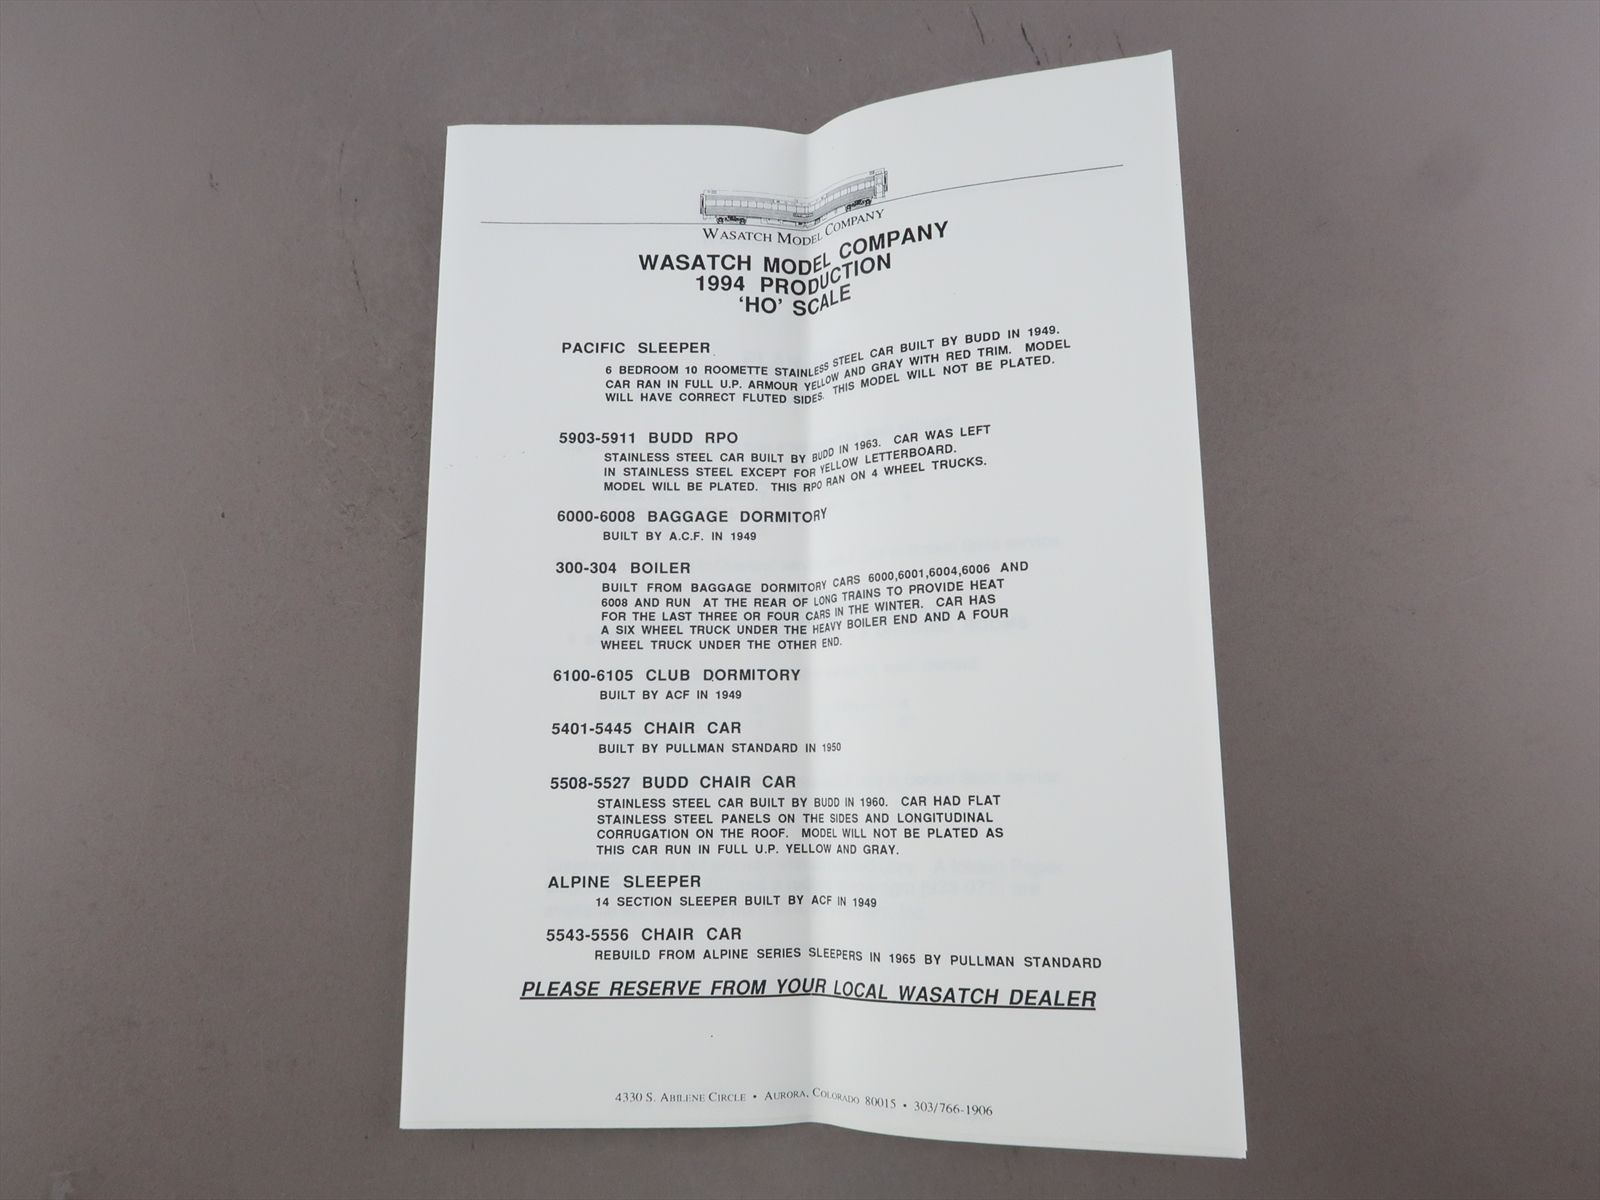 WASATCH MODEL COMPANY
WASATCH MODEL COMPANY
1994 PRODUCTION
'HO' SCALE
PACIFIC SLEEPER
6 BEDROOM 10 ROOMETTE STAINLESS STEEL CAR BUILT BY BUDD IN 1949.
CAR RAN IN FULL U.P. ARMOUR YELLOW AND GRAY WITH RED TRIM. MODEL
WILL HAVE CORRECT FLUTED SIDES. THIS MODEL WILL NOT BE PLATED.
5903-5911 BUDD RPO
STAINLESS STEEL CAR BUILT BY BUDD IN 1963. CAR WAS LEFT
IN STAINLESS STEEL EXCEPT FOR YELLOW LETTERBOARD.
MODEL WILL BE PLATED. THIS RPO RAN ON 4 WHEEL TRUCKS.
6000-6008 BAGGAGE DORMITORY
BUILT BY A.C.F. IN 1949
300-304 BOILER
BUILT FROM BAGGAGE DORMITORY CARS 6000,6001,6004,6006 AND
6008 AND RUN AT THE REAR OF LONG TRAINS TO PROVIDE HEAT
FOR THE LAST THREE OR FOUR CARS IN THE WINTER. CAR HAS
A SIX WHEEL TRUCK UNDER THE HEAVY BOILER END AND A FOUR
WHEEL TRUCK UNDER THE OTHER END.
6100-6105 CLUB DORMITORY
BUILT BY ACF IN 1949
5401-5445 CHAIR CAR
BUILT BY PULLMAN STANDARD IN 1950
5508-5527 BUDD CHAIR CAR
STAINLESS STEEL CAR BUILT BY BUDD IN 1960. CAR HAD FLAT
STAINLESS STEEL PANELS ON THE SIDES AND LONGITUDINAL
CORRUGATION ON THE ROOF. MODEL WILL NOT BE PLATED AS
THIS CAR RUN IN FULL U.P. YELLOW AND GRAY.
ALPINE SLEEPER
14 SECTION SLEEPER BUILT BY ACF IN 1949
5543-5556 CHAIR CAR
REBUILD FROM ALPINE SERIES SLEEPERS IN 1965 BY PULLMAN STANDARD
PLEASE RESERVE FROM YOUR LOCAL WASATCH DEALER
4330 S. ABILENE CIRCLE • AURORA, COLORADO 80015 • 303/766-1906